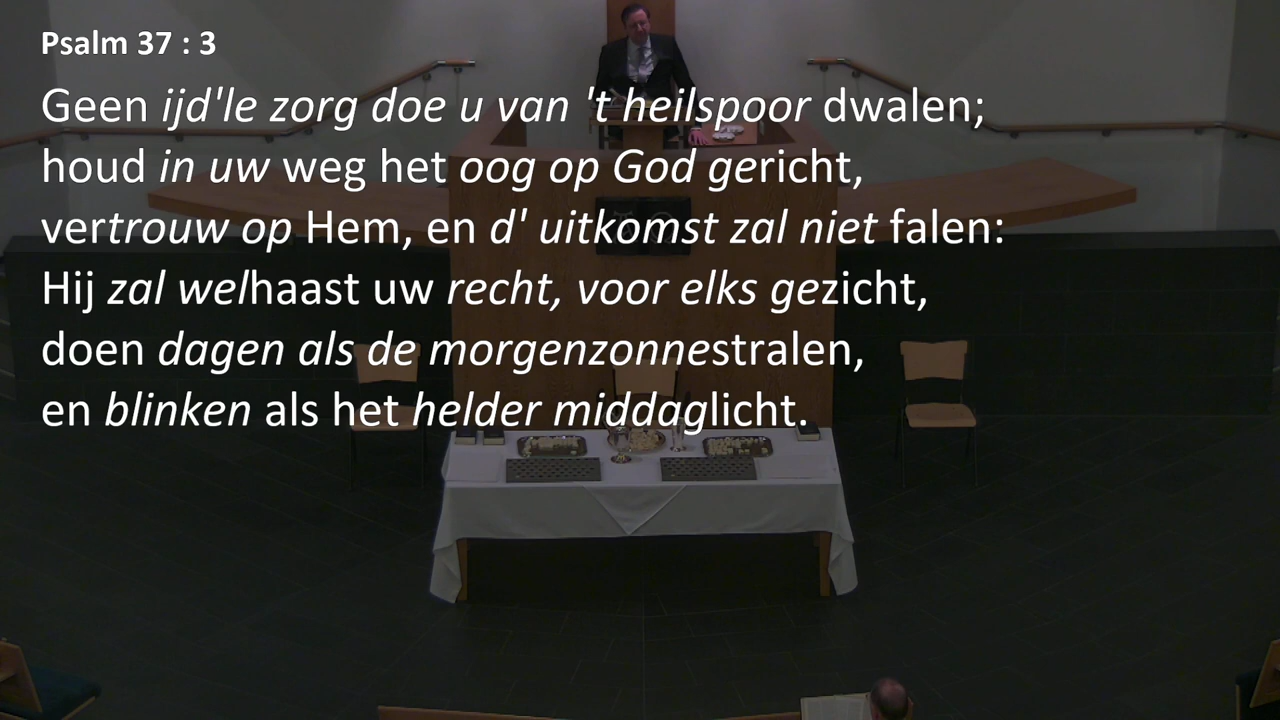 Psalm 37 : 3
Geen ijd'le zorg doe u van 't heilspoor dwalen;
houd in uw weg het oog op God gericht,
vertrouw op Hem, en d' uitkomst zal niet falen:
Hij zal welhaast uw recht, voor elks gezicht,
doen dagen als de morgenzonnestralen,
en blinken als het helder middaglicht.